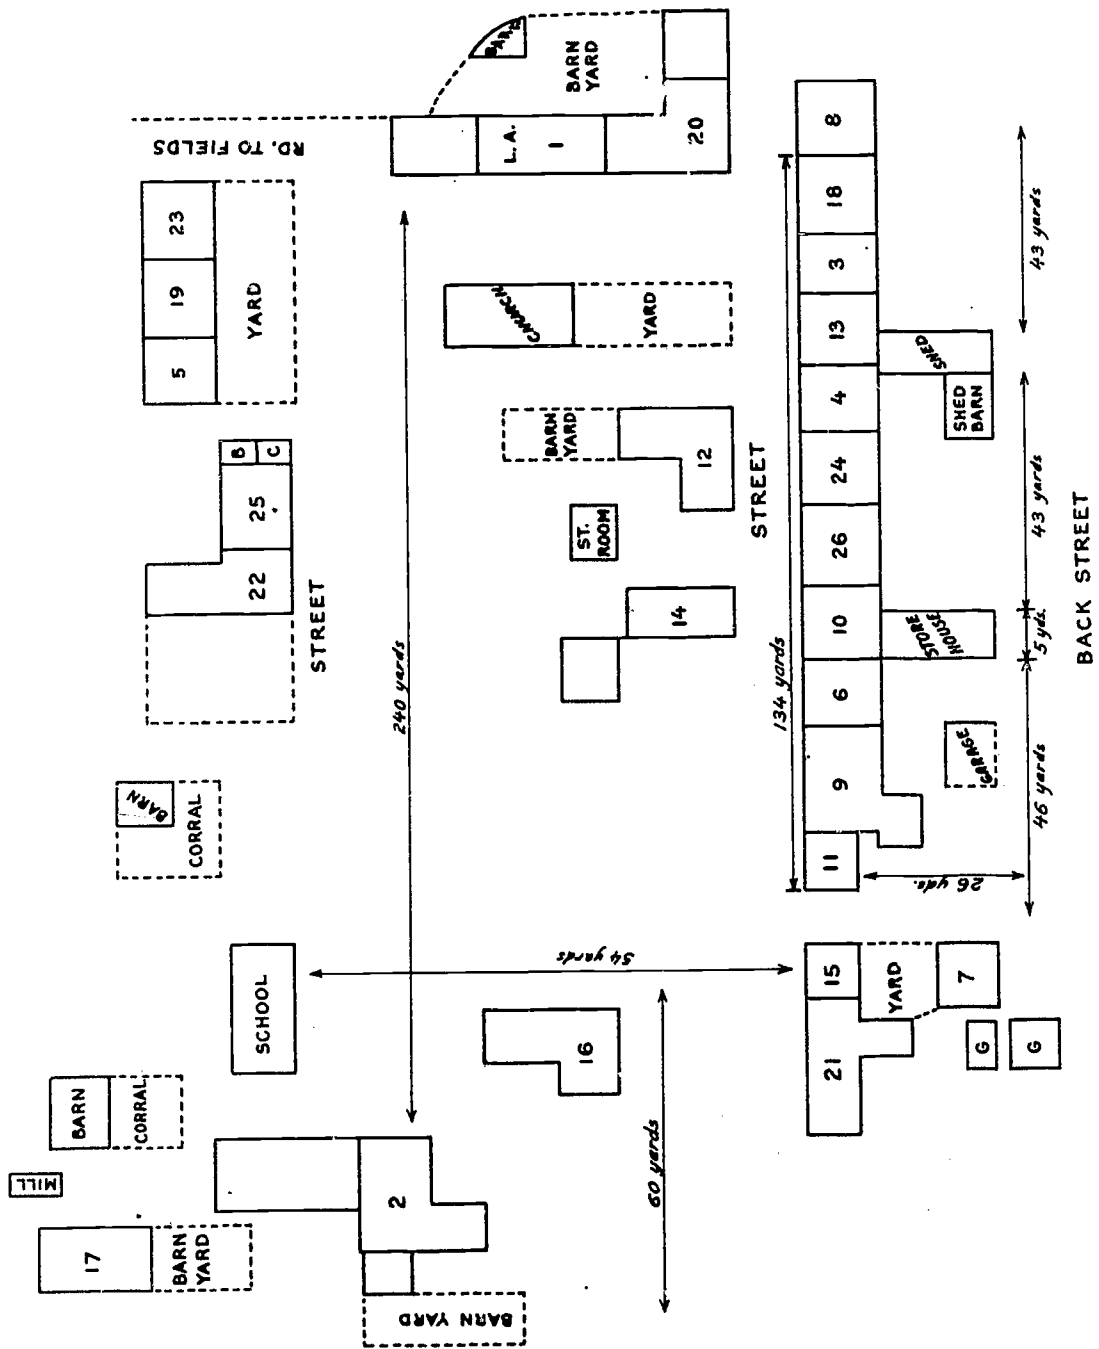 BARN
BARN
YARD
RD. TO FIELDS
L.A.
1
20
23
19
5
YARD
8
18
3
13
4
24
26
10
6
9
11
CHURCH
YARD
43 yards
SHED
SHED
BARN
B
C
25
22
STREET
BARN
YARD
12
ST.
ROOM
14
STREET
240 yards
134 yards
43 yards
5 yds.
STORE
HOUSE
BACK STREET
GARAGE
46 yards
26 yds.
BARN
CORRAL
SCHOOL
54 yards
15
YARD
7
21
G
G
16
60 yards
BARN
CORRAL
MILL
17
BARN
YARD
2
BARN YARD